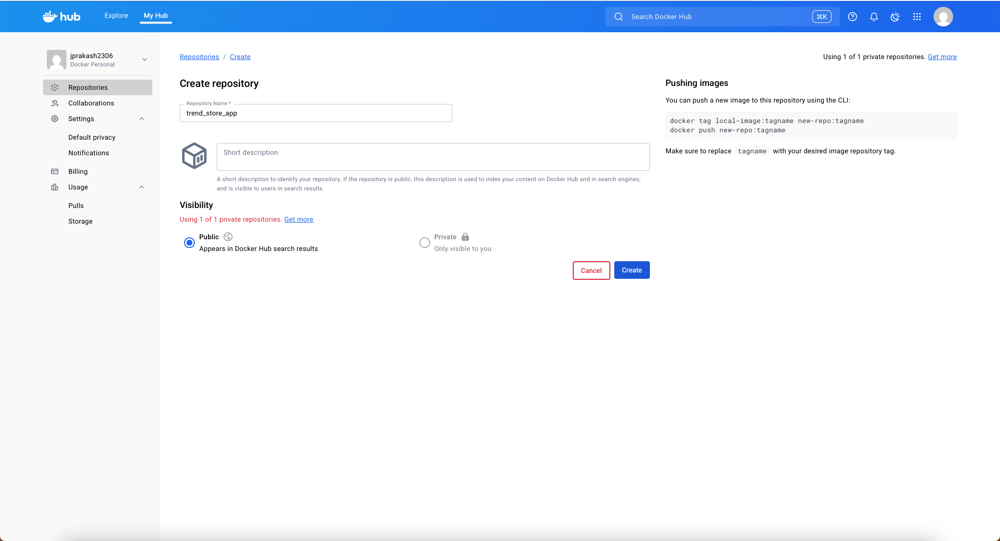 hub
Explore
My Hub
Search Docker Hub
⌘K
jprakash2306
Docker Personal
Repositories
Collaborations
Settings
Default privacy
Notifications
Billing
Usage
Pulls
Storage
Repositories / Create
Using 1 of 1 private repositories. Get more
Create repository
Repository Name *
trend_store_app
Short description
A short description to identify your repository. If the repository is public, this description is used to index your content on Docker Hub and in search engines,
and is visible to users in search results.
Visibility
Using 1 of 1 private repositories. Get more
Public
Appears in Docker Hub search results
Private
Only visible to you
Cancel
Create
Pushing images
You can push a new image to this repository using the CLI:
docker tag local-image:tagname new-repo:tagname
docker push new-repo:tagname
Make sure to replace tagname with your desired image repository tag.